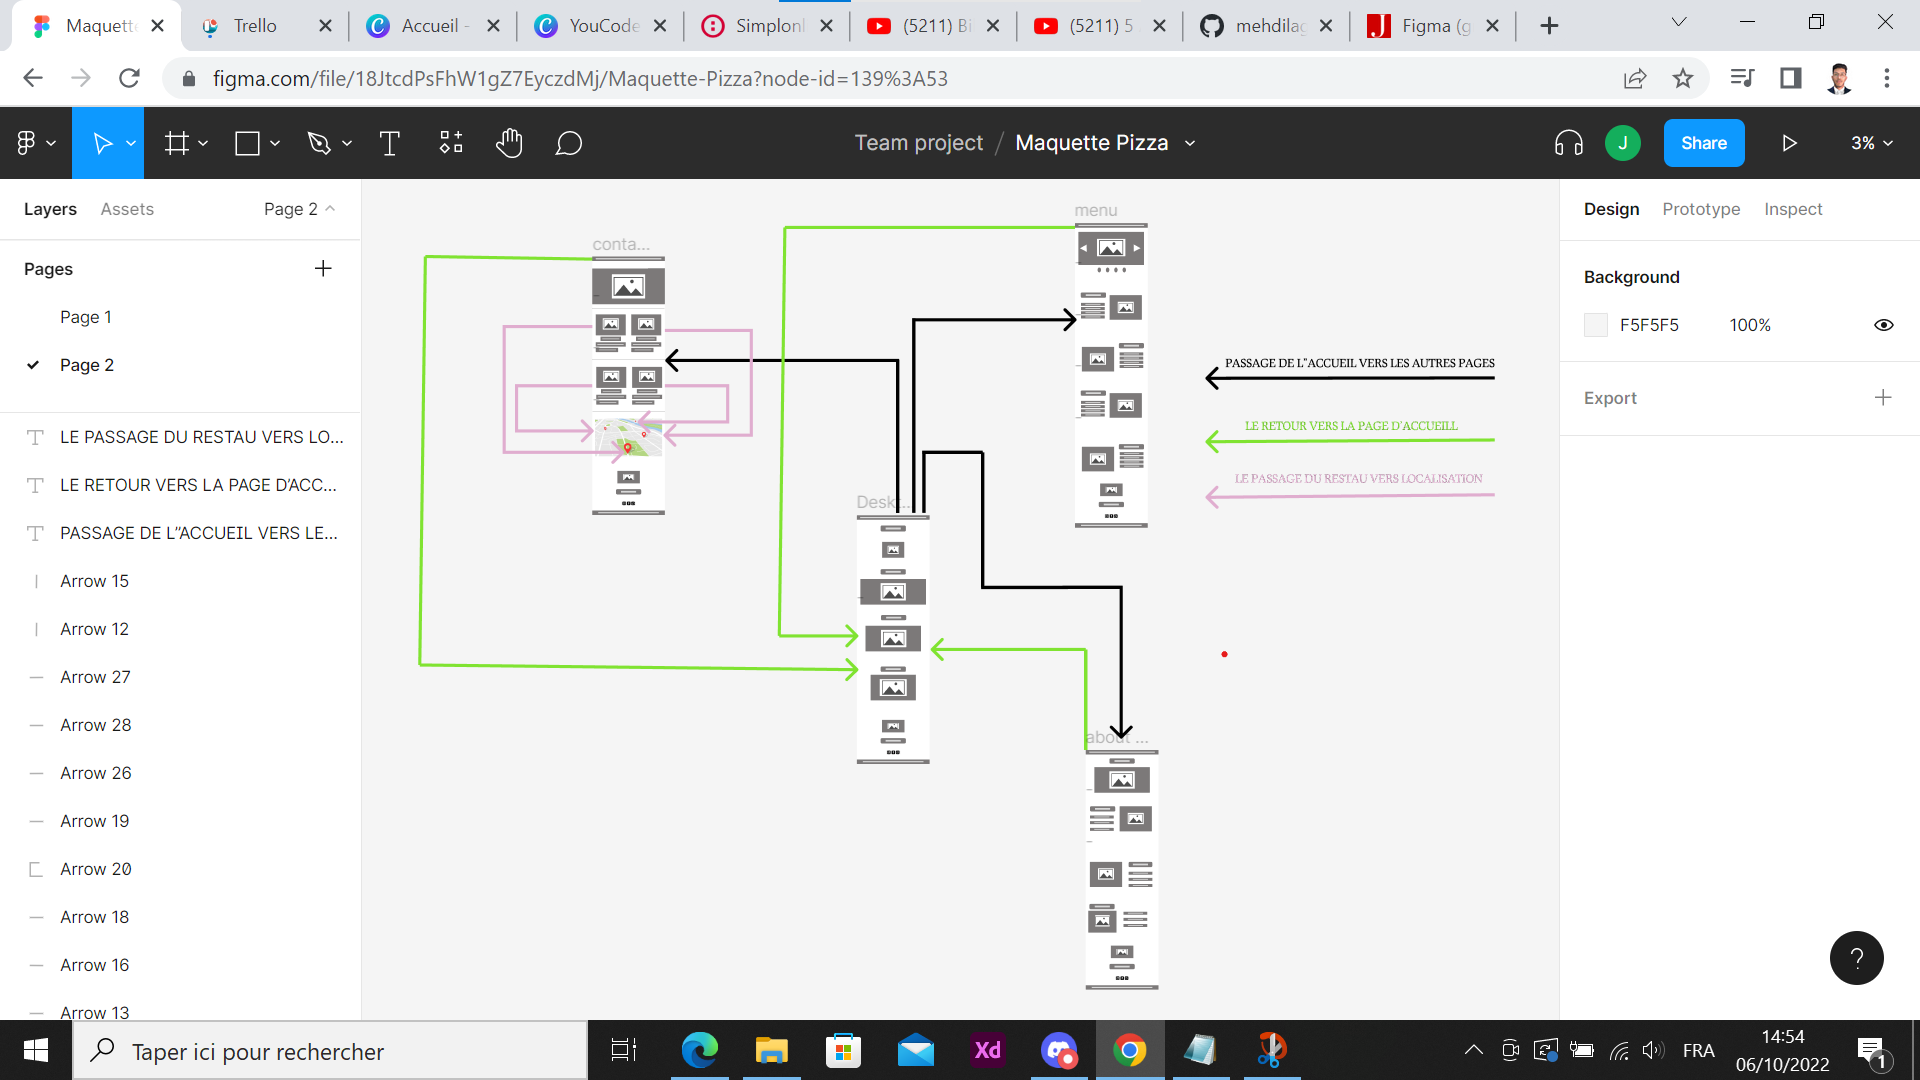 Maquette
Trello
Accueil -
YouCode
Simplonl
(5211) Bi
(5211) 5
mehdilag
Figma (g
figma.com/file/18JtcdPsFhW1gZ7EyczdMj/Maquette-Pizza?node-id=139%3A53
Team project / Maquette Pizza
J
Share
3%
Layers
Assets
Page 2
Pages
Page 1
Page 2
LE PASSAGE DU RESTAU VERS LO...
LE RETOUR VERS LA PAGE D'ACC...
PASSAGE DE L''ACCUEIL VERS LE...
Arrow 15
Arrow 12
Arrow 27
Arrow 28
Arrow 26
Arrow 19
Arrow 20
Arrow 18
Arrow 16
Arrow 13
conta...
menu
Deskt...
about ...
PASSAGE DE L''ACCUEIL VERS LES AUTRES PAGES
LE RETOUR VERS LA PAGE D'ACCUEILL
LE PASSAGE DU RESTAU VERS LOCALISATION
Design
Prototype
Inspect
Background
F5F5F5
100%
Export
?
Taper ici pour rechercher
Xd
FRA
14:54
06/10/2022
1